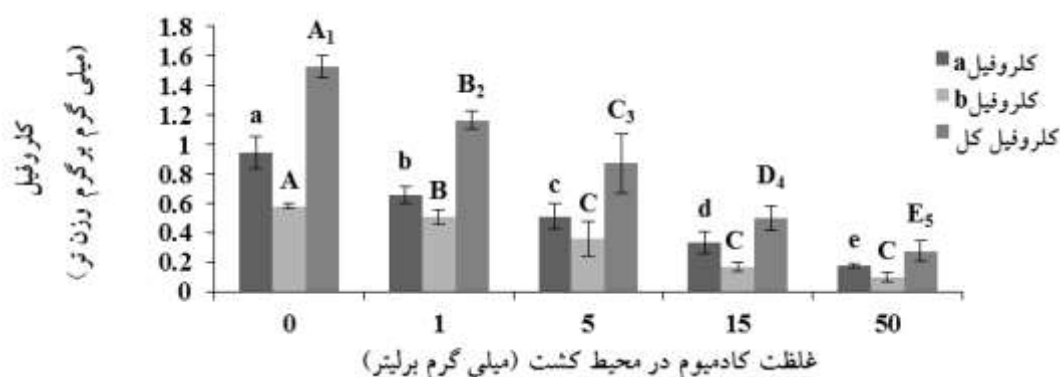 کلروفیل
(میلی گرم برگرم وزن تر)
1.8
1.6
1.4
1.2
1
0.8
0.6
0.4
0.2
0
a
A
A1
b
B
B2
c
C
C3
d
C
D4
e
C
E5
کلروفیل a
کلروفیل b
کلروفیل کل
0 1 5 15 50
غلظت کادمیوم در محیط کشت (میلی گرم برلیتر)